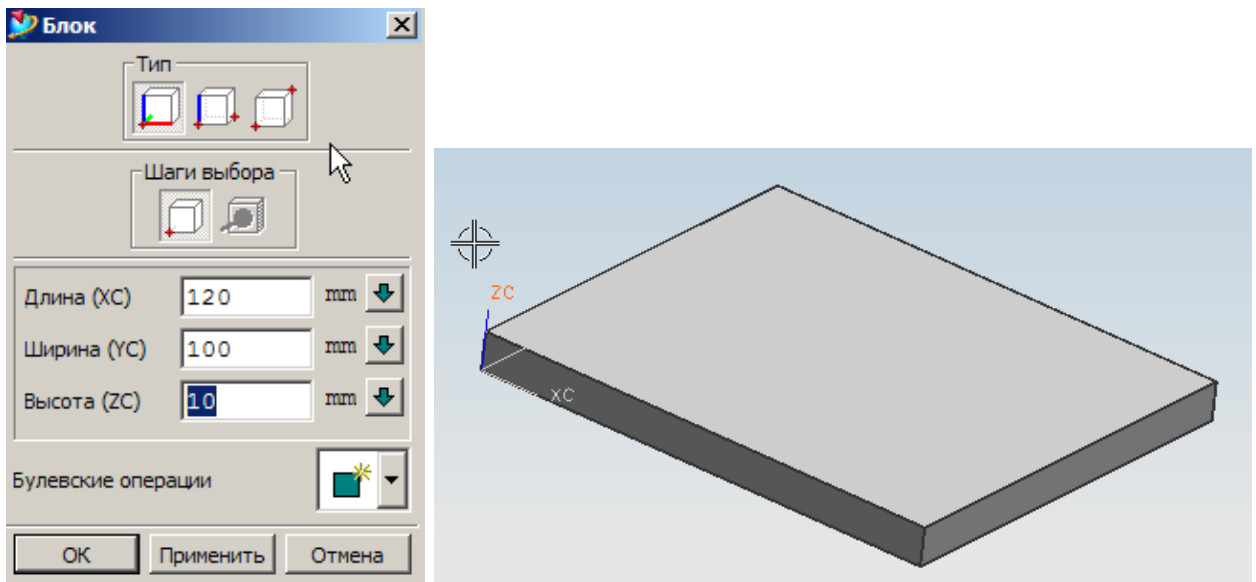 Блок
Тип
Шаги выбора
Длина (XC) 120 mm
Ширина (YC) 100 mm
Высота (ZC) 10 mm
Булевские операции
ОК Применить Отмена
ZC
XC